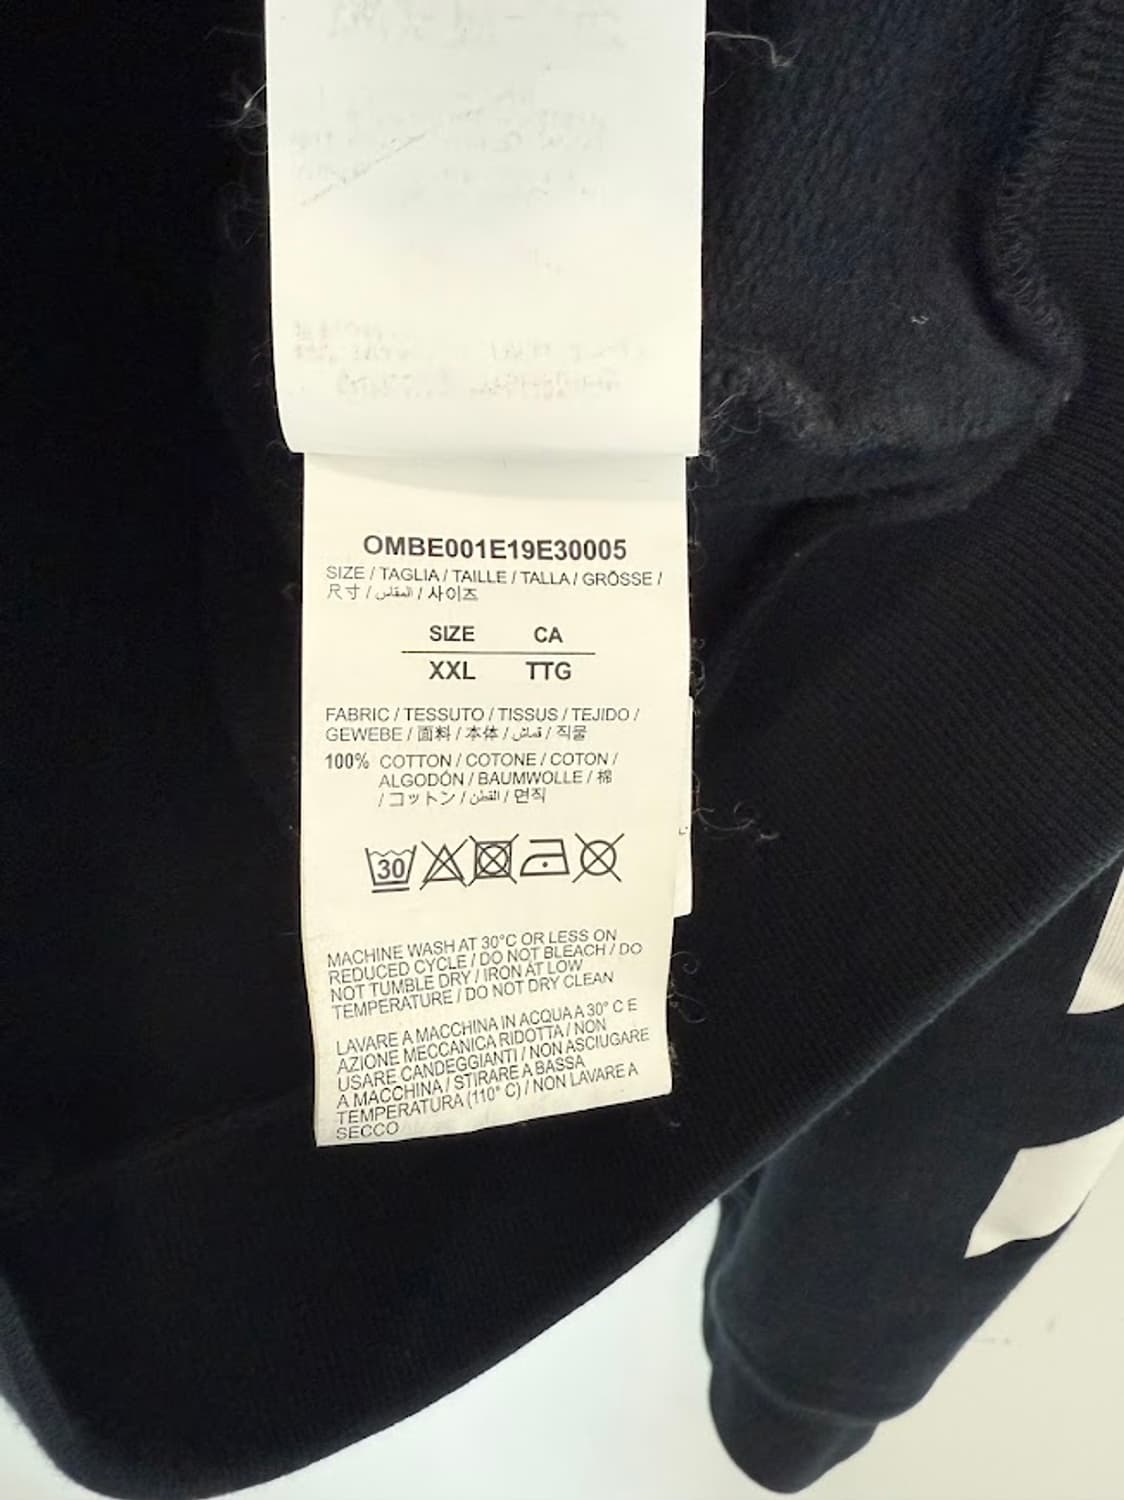 OMBE001E19E30005
SIZE / TAGLIA / TAILLE / TALLA / GRÖSSE /
尺寸 / المقاس / 사이즈
SIZE CA
XXL TTG
FABRIC / TESSUTO / TISSUS / TEJIDO /
GEWEBE / 面料 / 本体 / قماش / 직물
100% COTTON / COTONE / COTON /
ALGODÓN / BAUMWOLLE / 棉
/ コットン / القطن / 면직
30
MACHINE WASH AT 30°C OR LESS ON
REDUCED CYCLE / DO NOT BLEACH / DO
NOT TUMBLE DRY / IRON AT LOW
TEMPERATURE / DO NOT DRY CLEAN
LAVARE A MACCHINA IN ACQUA A 30° C E
AZIONE MECCANICA RIDOTTA / NON
USARE CANDEGGIANTI / NON ASCIUGARE
A MACCHINA / STIRARE A BASSA
TEMPERATURA (110° C) / NON LAVARE A
SECCO